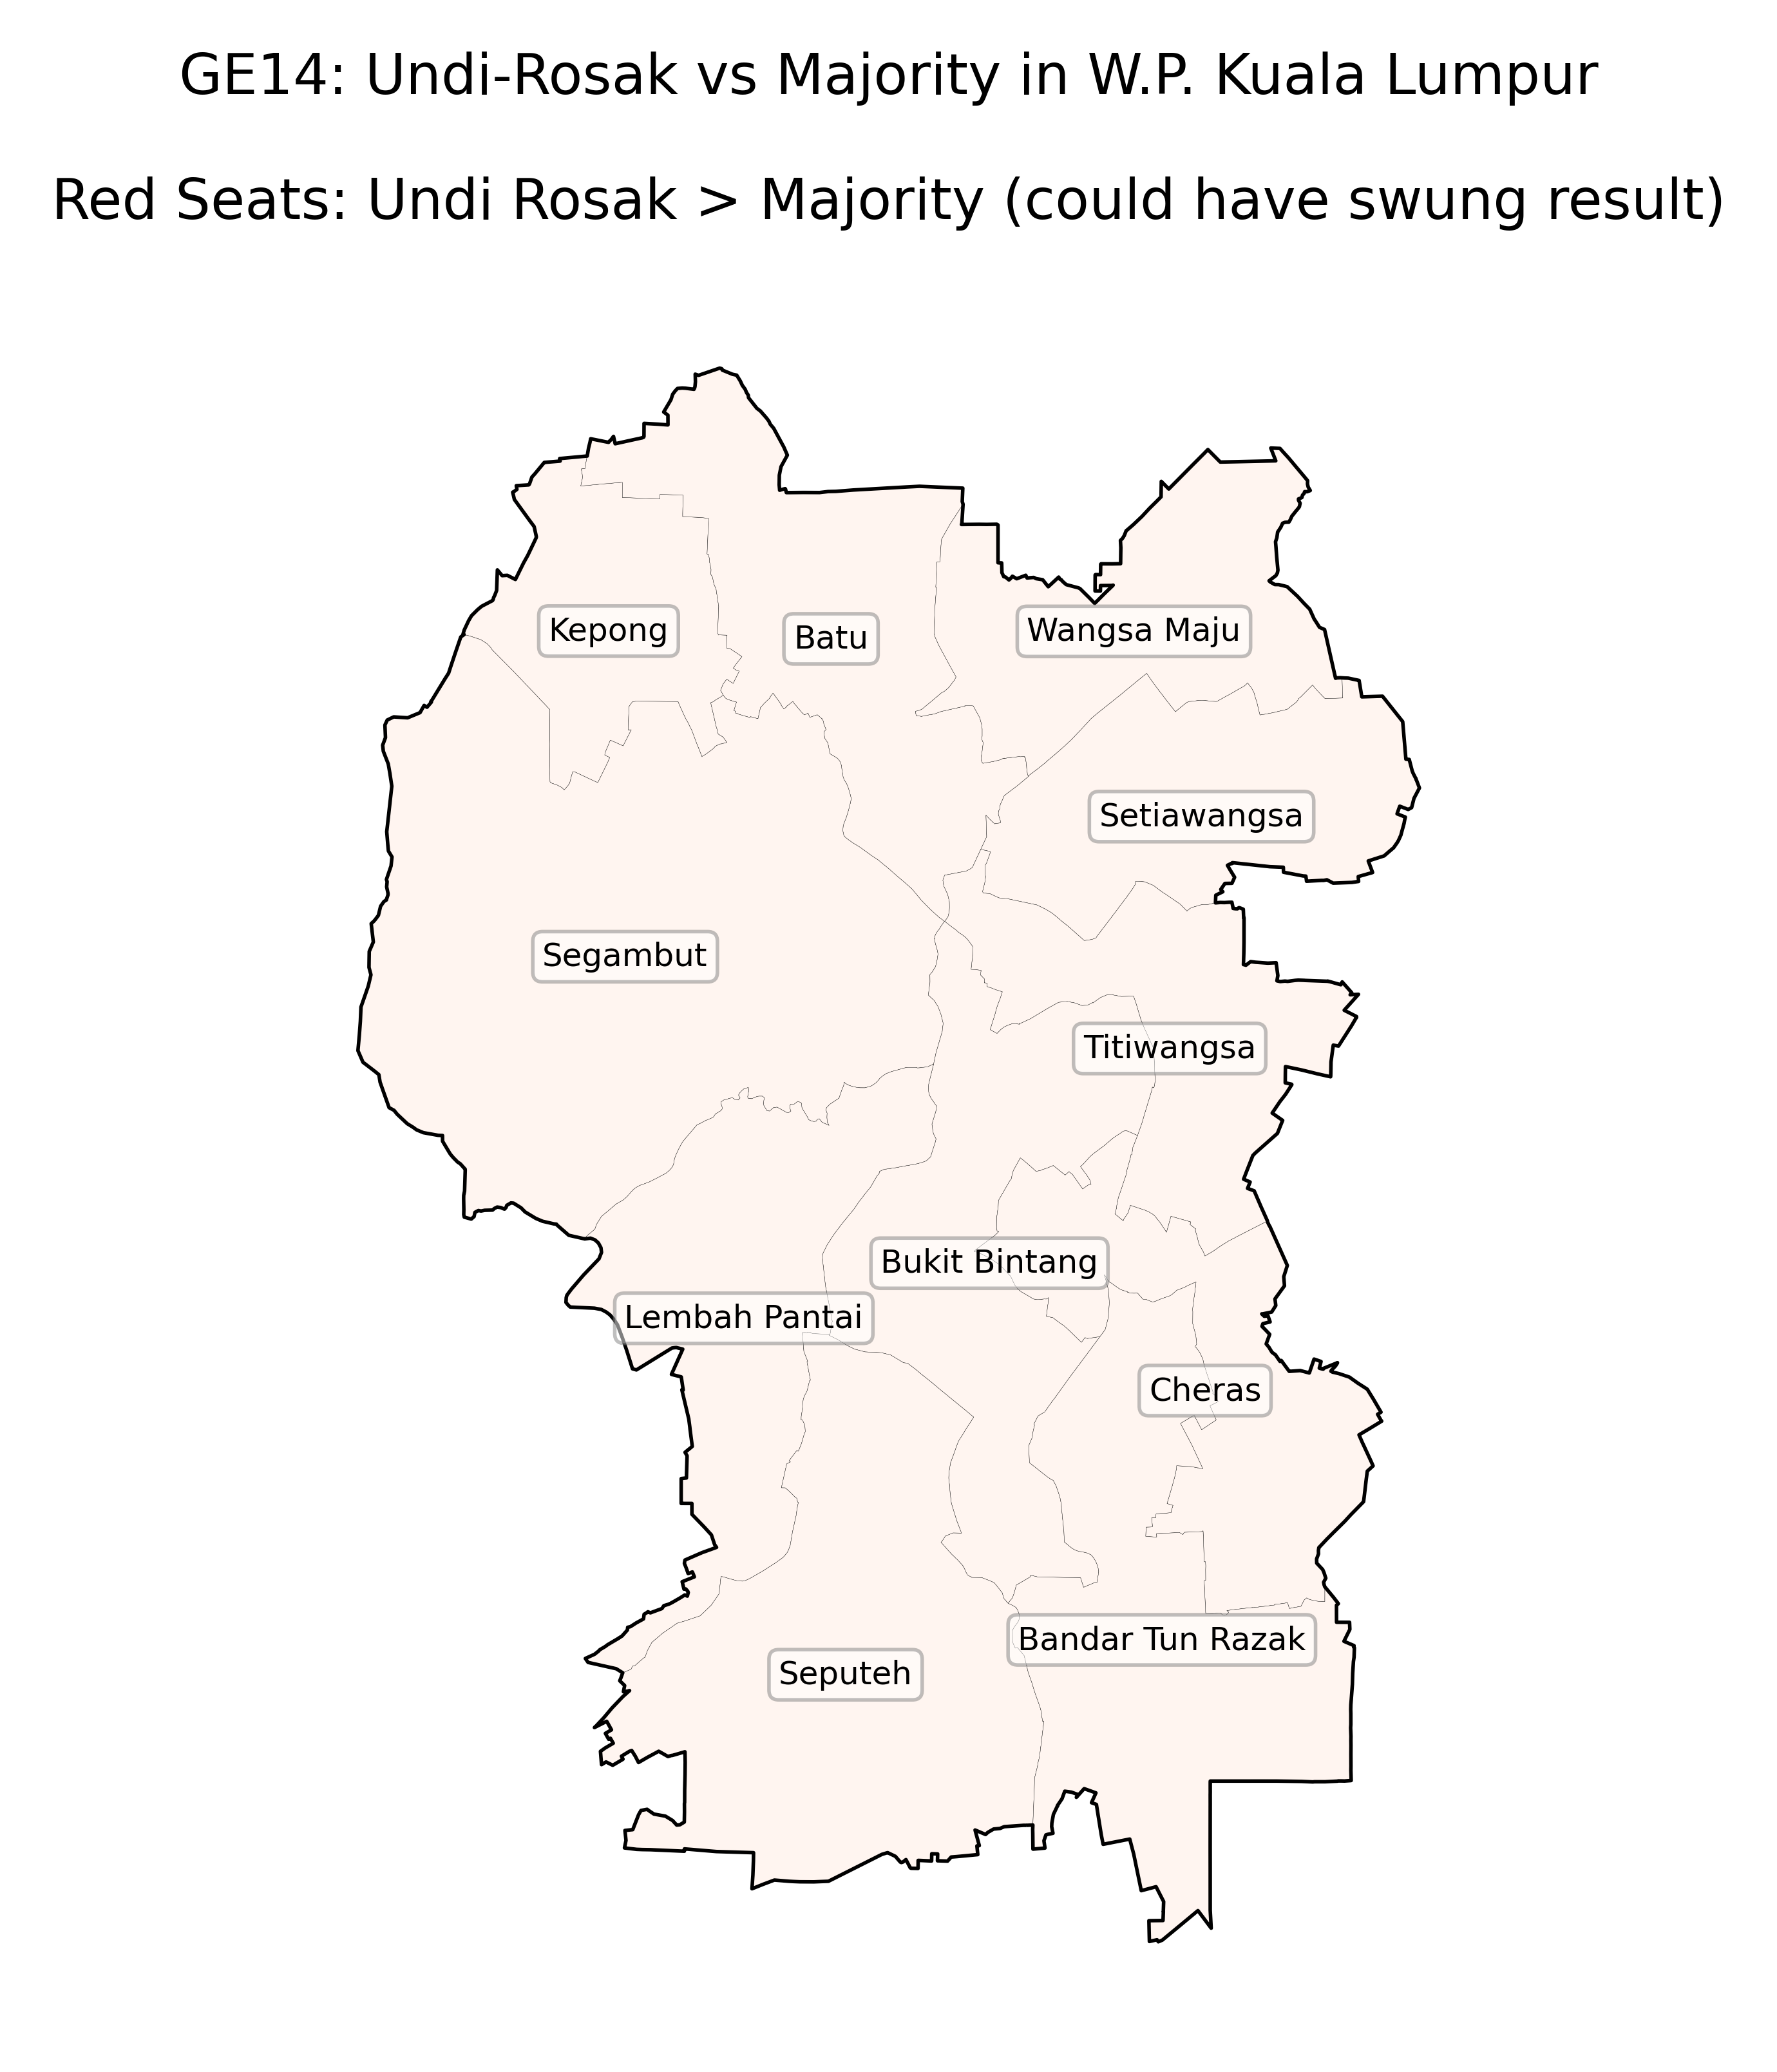 GE14: Undi-Rosak vs Majority in W.P. Kuala Lumpur
Red Seats: Undi Rosak > Majority (could have swung result)
Kepong
Batu
Wangsa Maju
Setiawangsa
Segambut
Titiwangsa
Bukit Bintang
Lembah Pantai
Cheras
Bandar Tun Razak
Seputeh